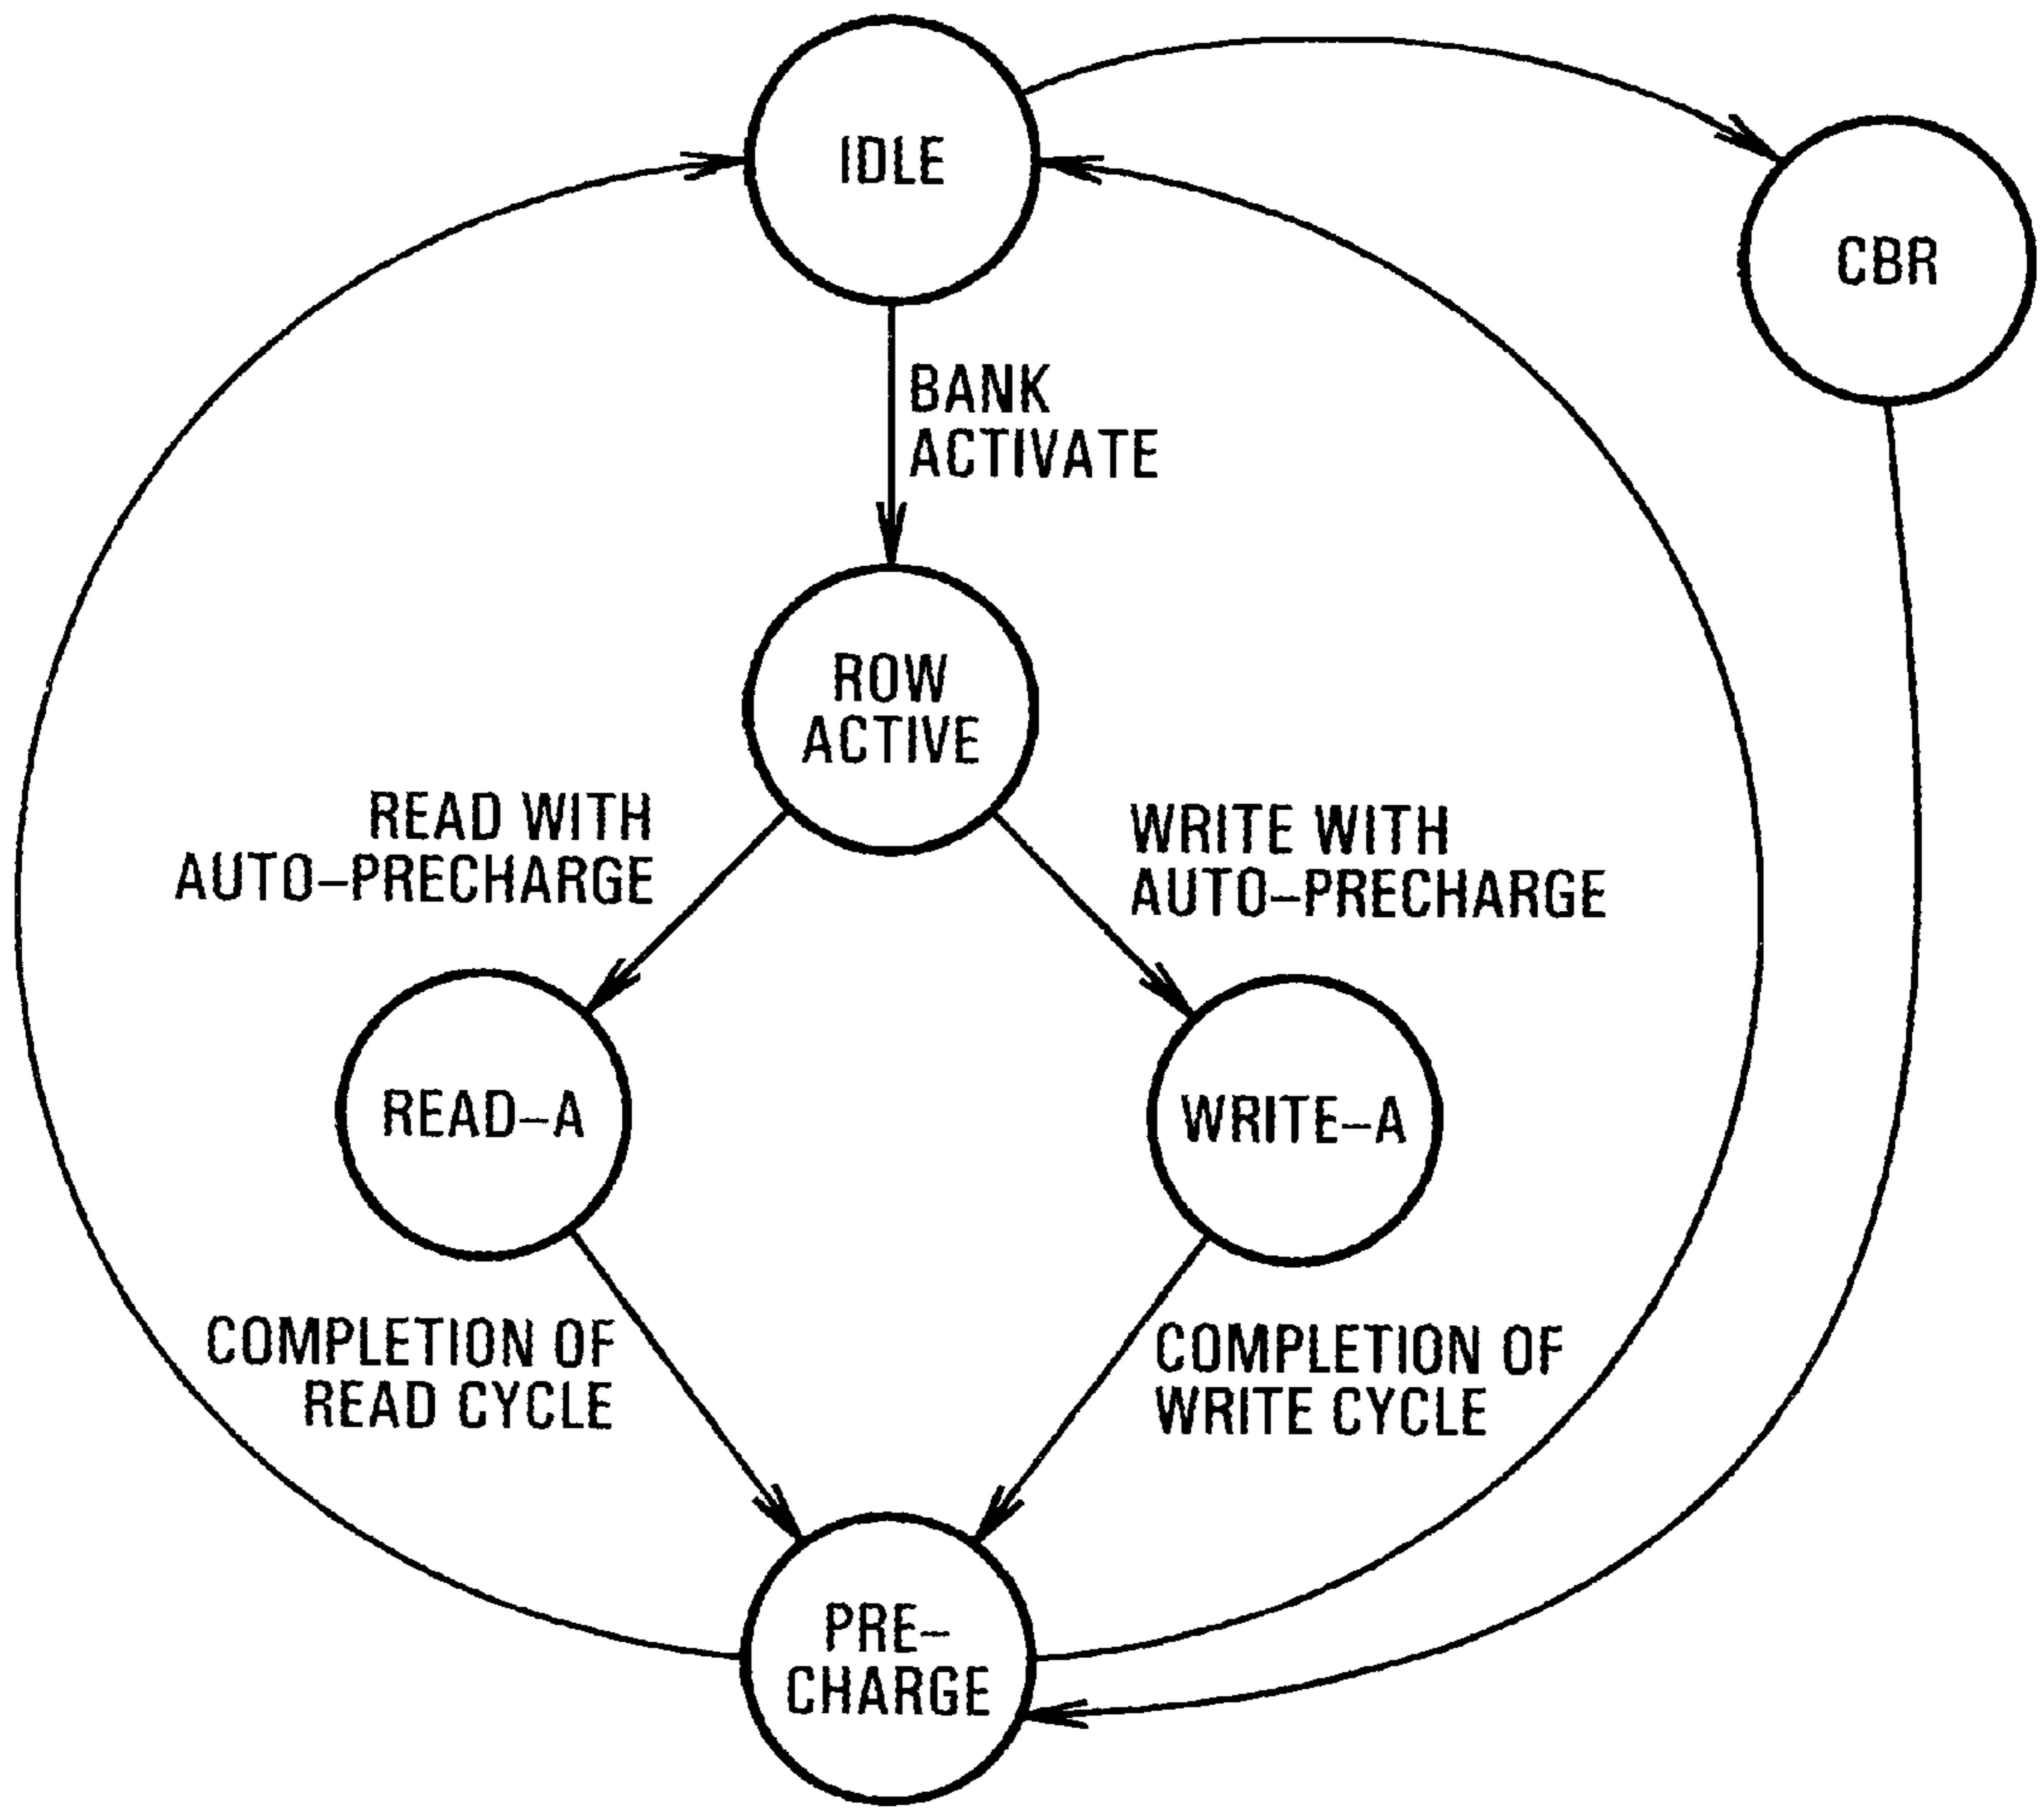 IDLE
CBR
BANK
ACTIVATE
ROW
ACTIVE
READ WITH
AUTO–PRECHARGE
WRITE WITH
AUTO–PRECHARGE
READ–A
WRITE–A
COMPLETION OF
READ CYCLE
COMPLETION OF
WRITE CYCLE
PRE–
CHARGE